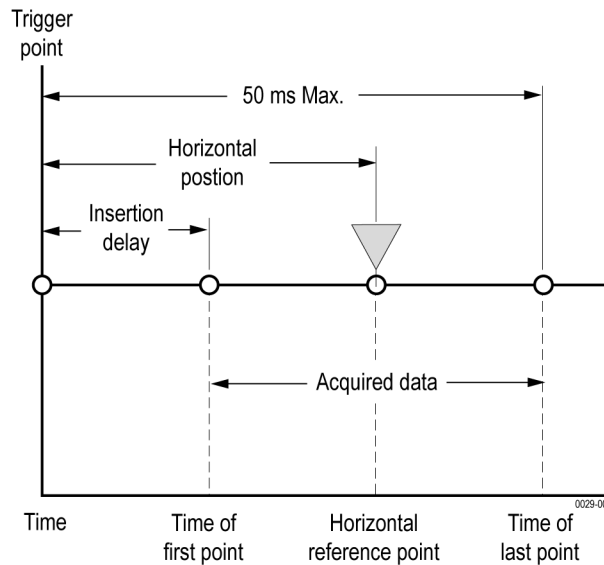 Trigger
point
50 ms Max.
Horizontal
postion
Insertion
delay
Acquired data
Time
Time of
first point
Horizontal
reference point
Time of
last point